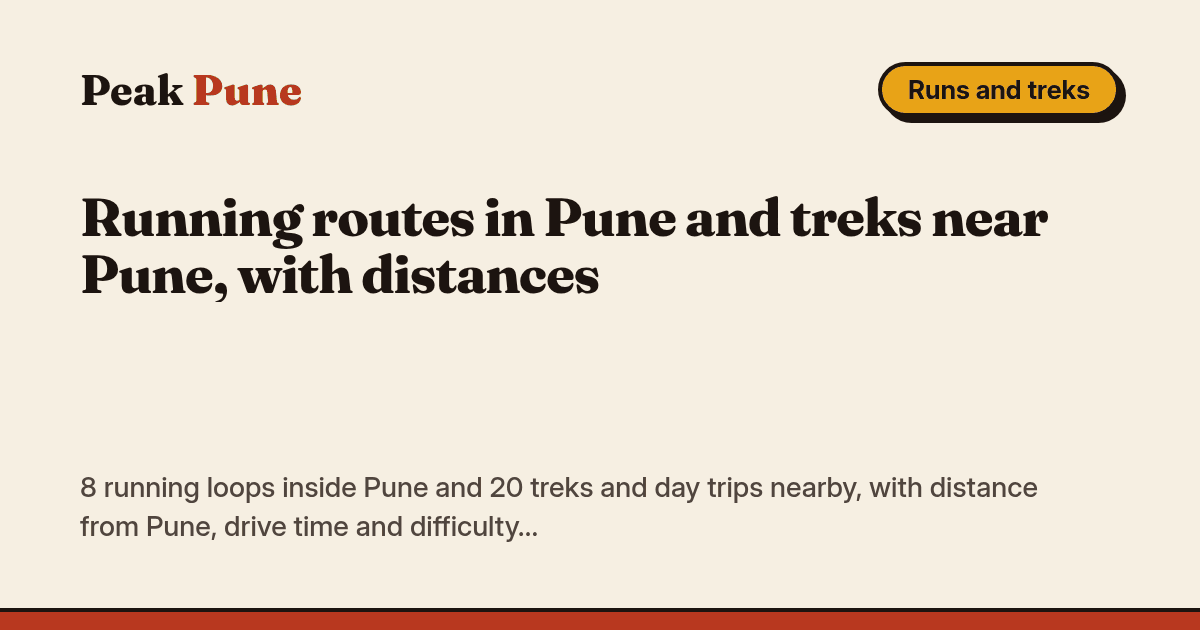 Peak Pune
Runs and treks
Running routes in Pune and treks near
Pune, with distances
8 running loops inside Pune and 20 treks and day trips nearby, with distance
from Pune, drive time and difficulty...